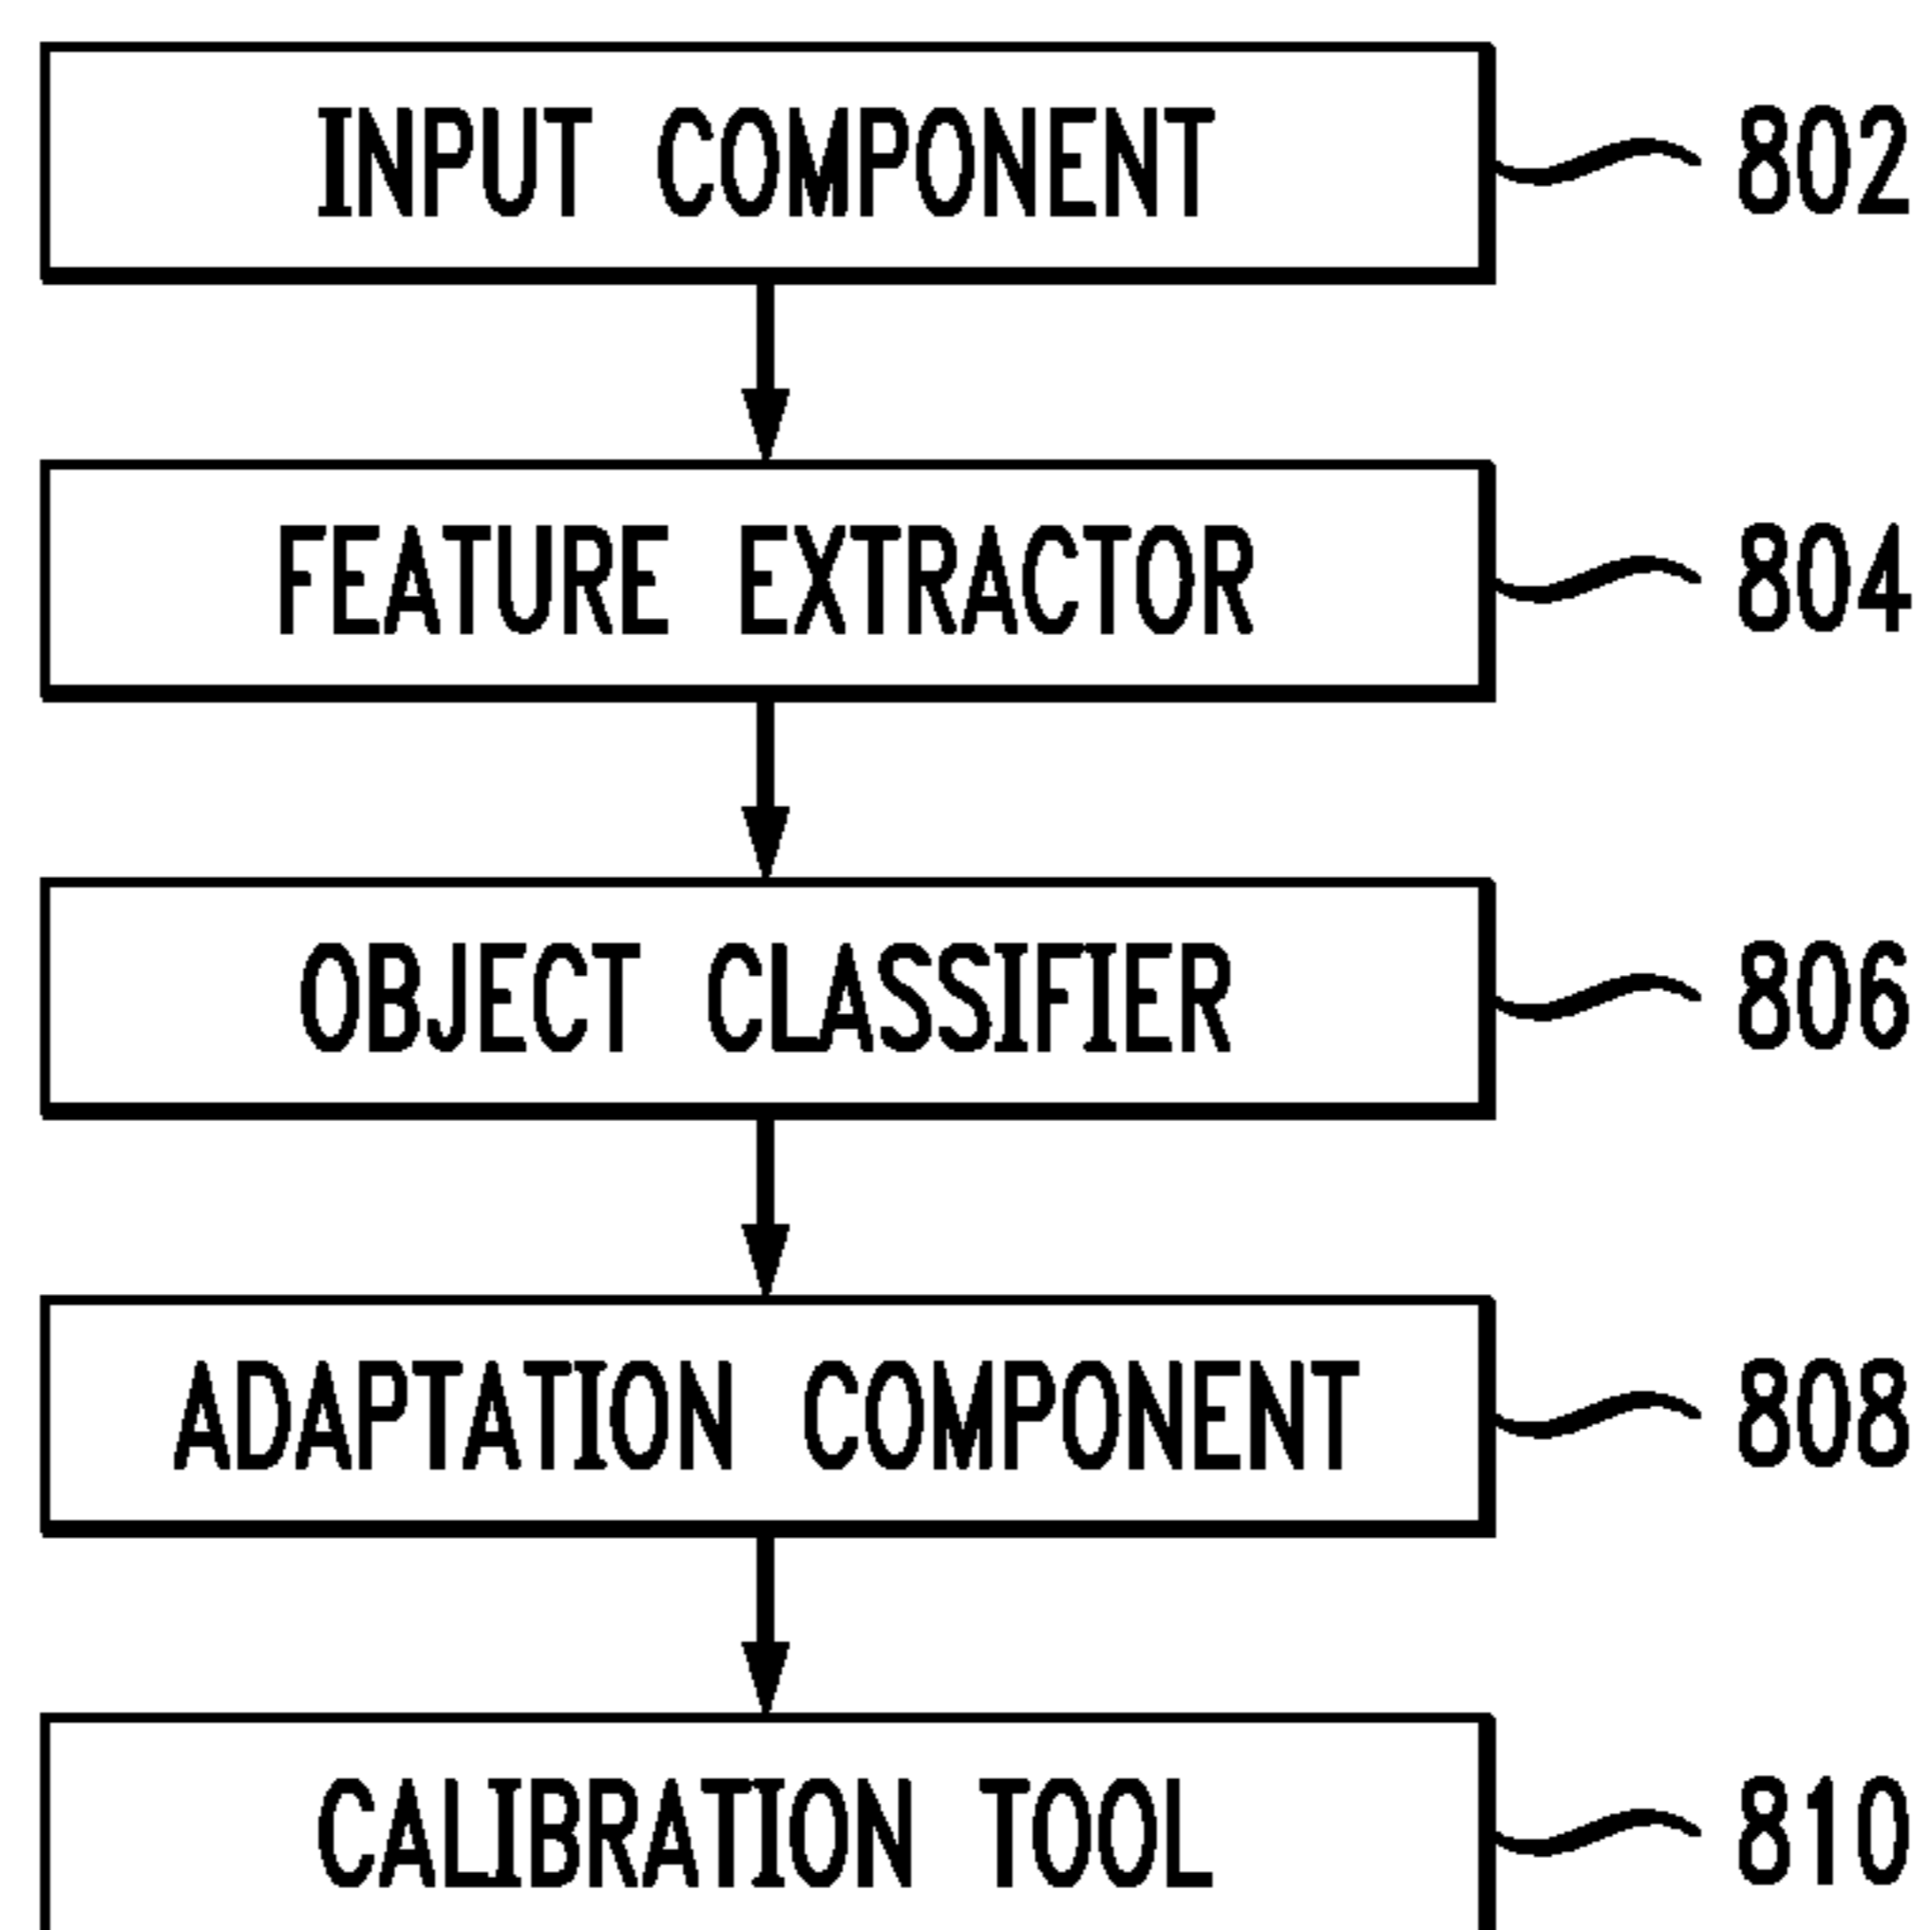 INPUT COMPONENT 802
FEATURE EXTRACTOR 804
OBJECT CLASSIFIER 806
ADAPTATION COMPONENT 808
CALIBRATION TOOL 810